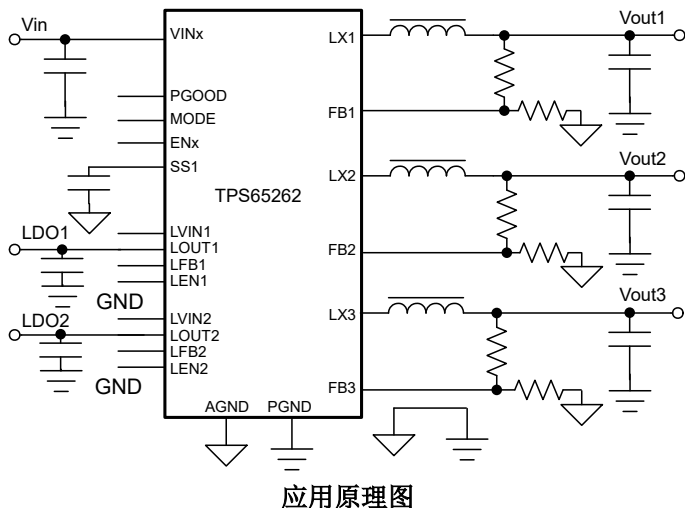 Vin
VINx
PGOOD
MODE
ENx
SS1
TPS65262
LDO1
LVIN1
LOUT1
LFB1
LEN1
GND
LDO2
LVIN2
LOUT2
LFB2
LEN2
GND
AGND
PGND
LX1
Vout1
FB1
LX2
Vout2
FB2
LX3
Vout3
FB3
应用原理图